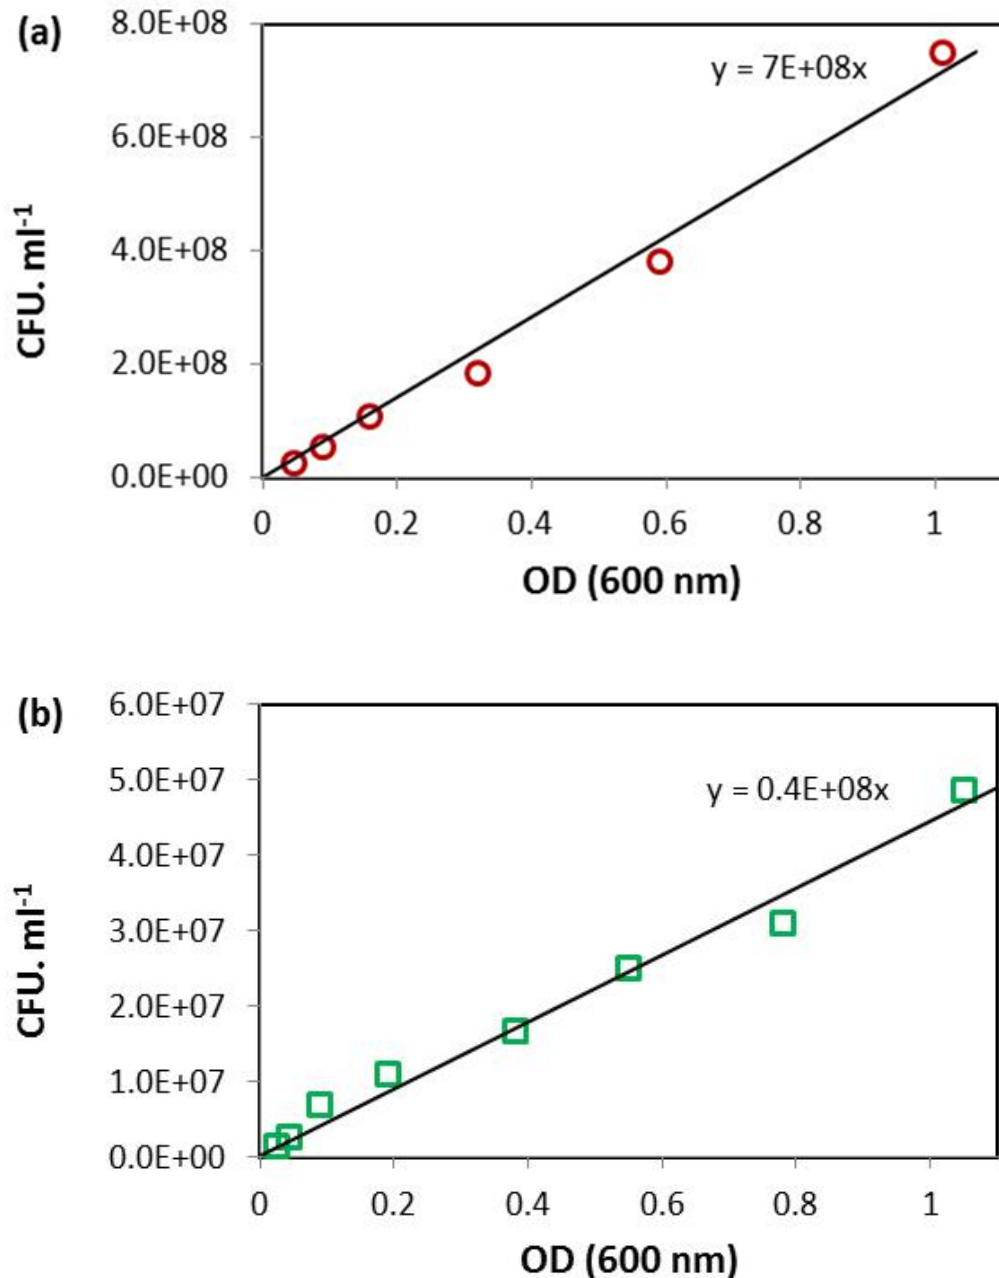 (a)
8.0E+08
6.0E+08
4.0E+08
2.0E+08
0.0E+00
CFU. ml⁻¹
y = 7E+08x
0 0.2 0.4 0.6 0.8 1
OD (600 nm)
(b)
6.0E+07
5.0E+07
4.0E+07
3.0E+07
2.0E+07
1.0E+07
0.0E+00
CFU. ml⁻¹
y = 0.4E+08x
0 0.2 0.4 0.6 0.8 1
OD (600 nm)